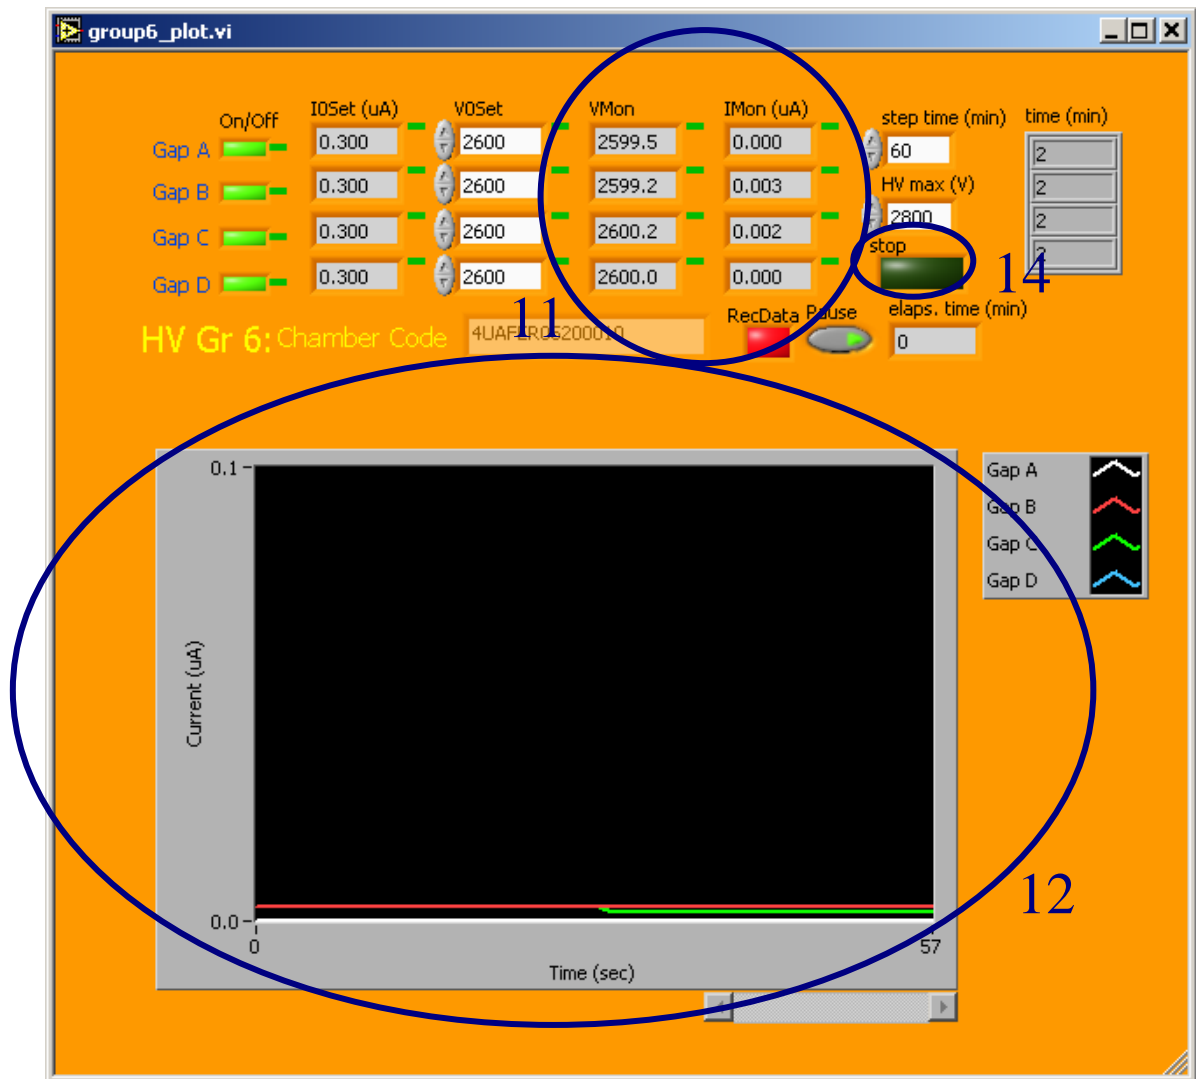 group6_plot.vi
On/Off I0Set (uA) V0Set VMon IMon (uA) step time (min) time (min)
Gap A 0.300 2600 2599.5 0.000 60 2
HV max (V)
Gap B 0.300 2600 2599.2 0.003 2800 2
Gap C 0.300 2600 2600.2 0.002 2
stop
Gap D 0.300 2600 2600.0 0.000 14
11
HV Gr 6: Chamber Code RecData Pause elaps. time (min)
0
0.1
Gap A
Gap B
Gap C
Gap D
Current (uA)
12
0.0
0 57
Time (sec)